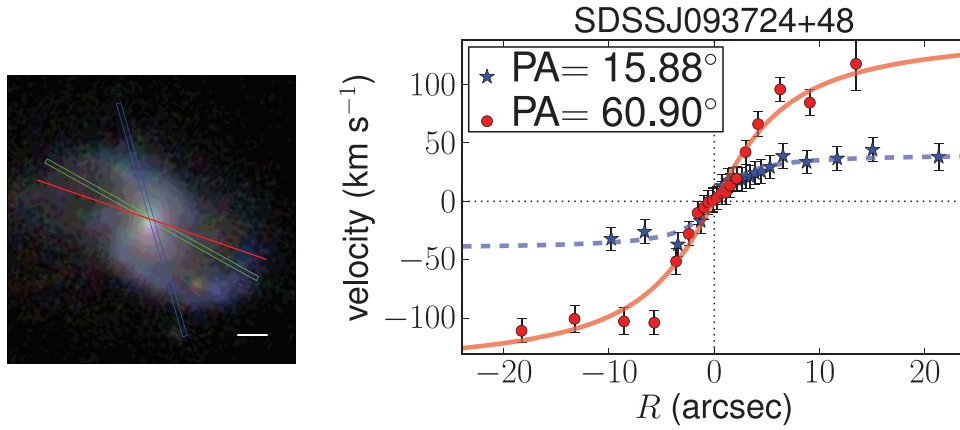 SDSSJ093724+48
PA= 15.88°
PA= 60.90°
velocity (km s⁻¹)
100
50
0
−50
−100
−20
−10
0
10
20
R (arcsec)